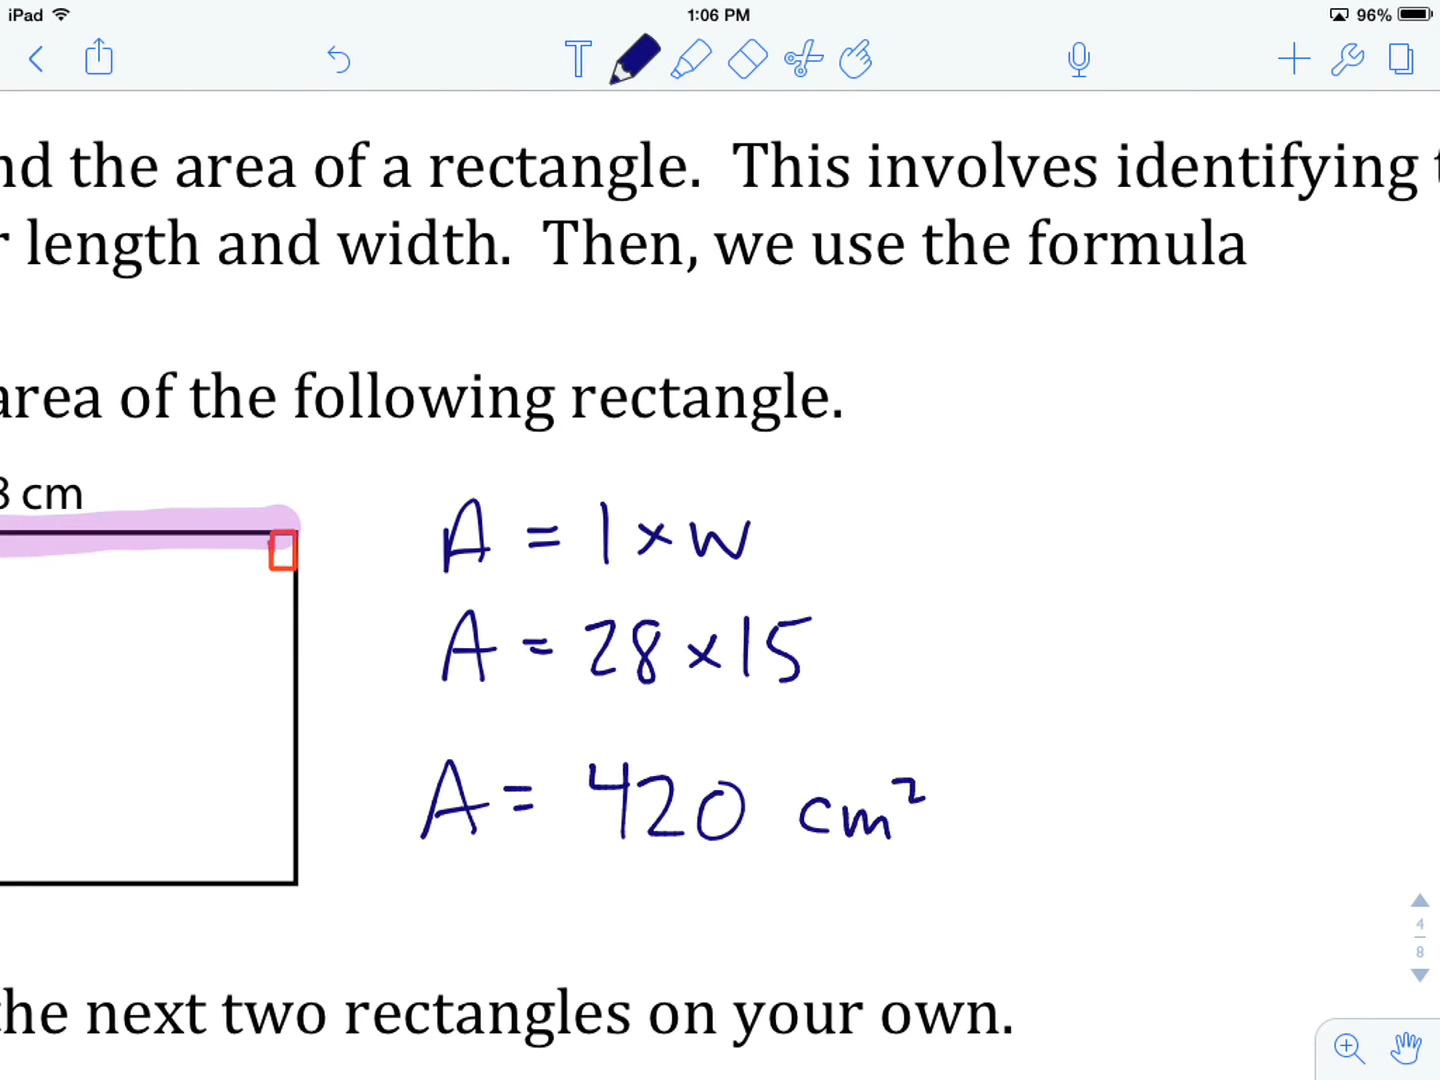 iPad 1:06 PM 96%
T
nd the area of a rectangle. This involves identifying t
r length and width. Then, we use the formula
area of the following rectangle.
8 cm
A = l × w
A = 28 × 15
A = 420 cm²
4
8
the next two rectangles on your own.